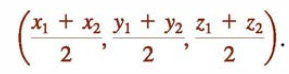 (x₁ + x₂ / 2, y₁ + y₂ / 2, z₁ + z₂ / 2).